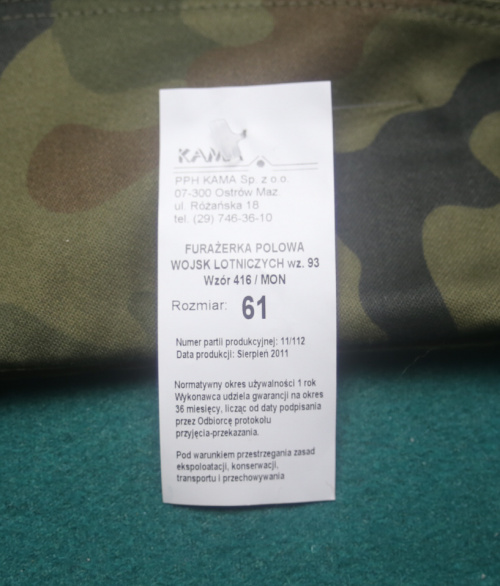 KAMA
PPH KAMA Sp. z o.o.
07-300 Ostrów Maz.
ul. Różańska 18
tel. (29) 746-36-10
FURAŻERKA POLOWA
WOJSK LOTNICZYCH wz. 93
Wzór 416 / MON
Rozmiar: 61
Numer partii produkcyjnej: 11/112
Data produkcji: Sierpień 2011
Normatywny okres używalności 1 rok
Wykonawca udziela gwarancji na okres
36 miesięcy, licząc od daty podpisania
przez Odbiorcę protokołu
przyjęcia-przekazania.
Pod warunkiem przestrzegania zasad
ekspoloatacji, konserwacji,
transportu i przechowywania